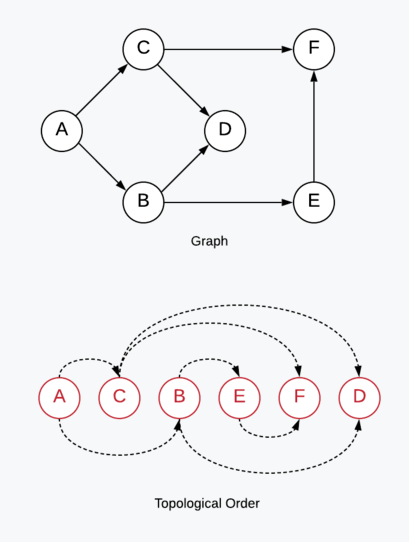 C F
A D
B E
Graph
A C B E F D
Topological Order